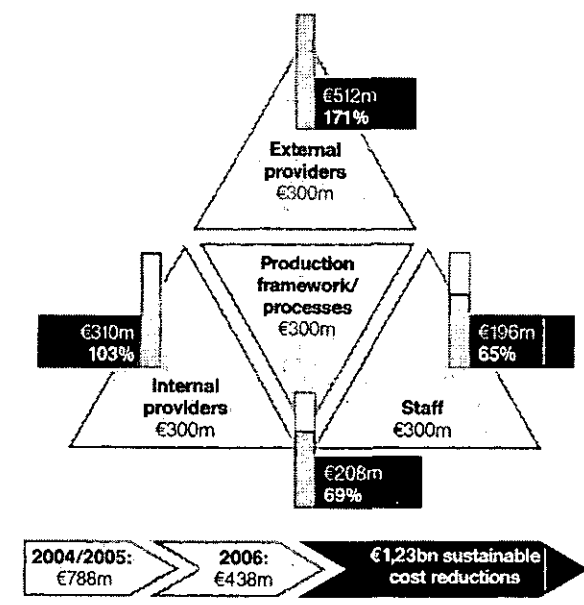 €512m
171%
External
providers
€300m
Production
framework/
processes
€300m
€310m
103%
€196m
65%
Internal
providers
€300m
Staff
€300m
€208m
69%
2004/2005:
€788m
2006:
€438m
€1,23bn sustainable
cost reductions